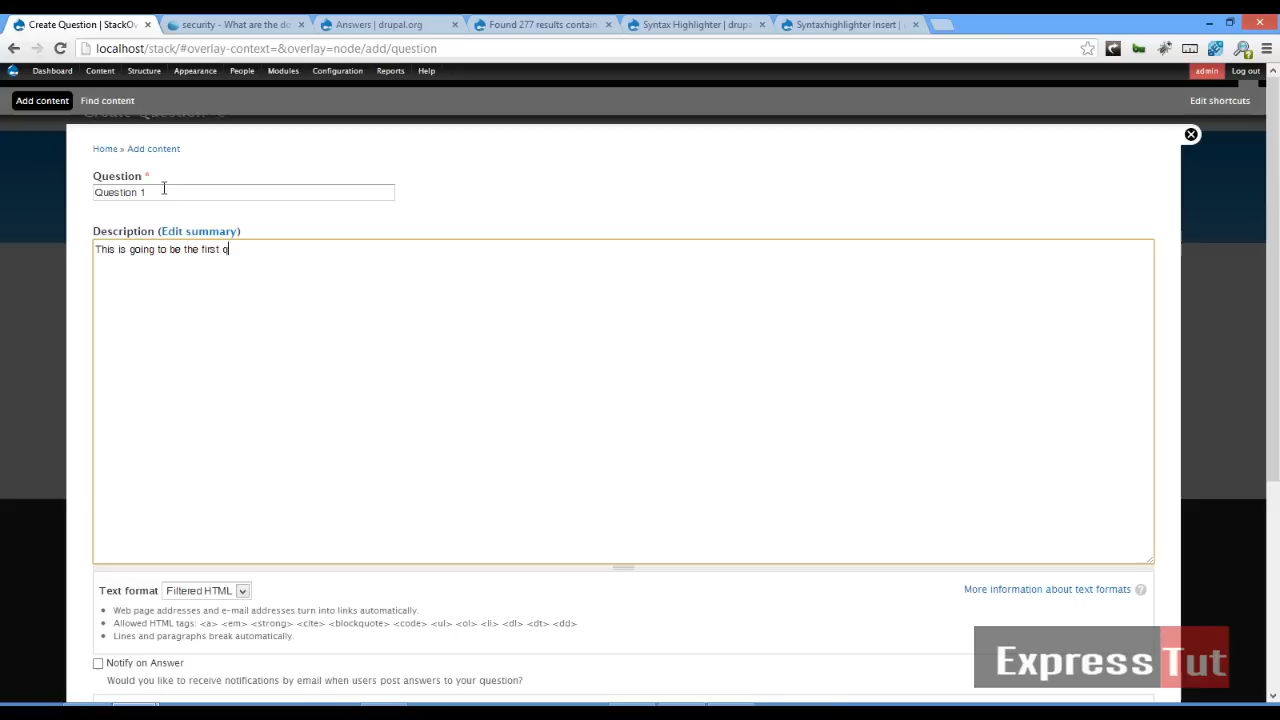 Create Question | StackOv
security - What are the do
Answers | drupal.org
Found 277 results contain
Syntax Highlighter | drupa
Syntaxhighlighter Insert |
localhost/stack/#overlay-context=&overlay=node/add/question
Dashboard Content Structure Appearance People Modules Configuration Reports Help
admin Log out
Add content Find content
Edit shortcuts
Create Question
Home » Add content
Question *
Question 1
Description (Edit summary)
This is going to be the first q
Text format Filtered HTML
More information about text formats ?
Web page addresses and e-mail addresses turn into links automatically.
Allowed HTML tags: <a> <em> <strong> <cite> <blockquote> <code> <ul> <ol> <li> <dl> <dt> <dd>
Lines and paragraphs break automatically.
Notify on Answer
Would you like to receive notifications by email when users post answers to your question?
Express Tut